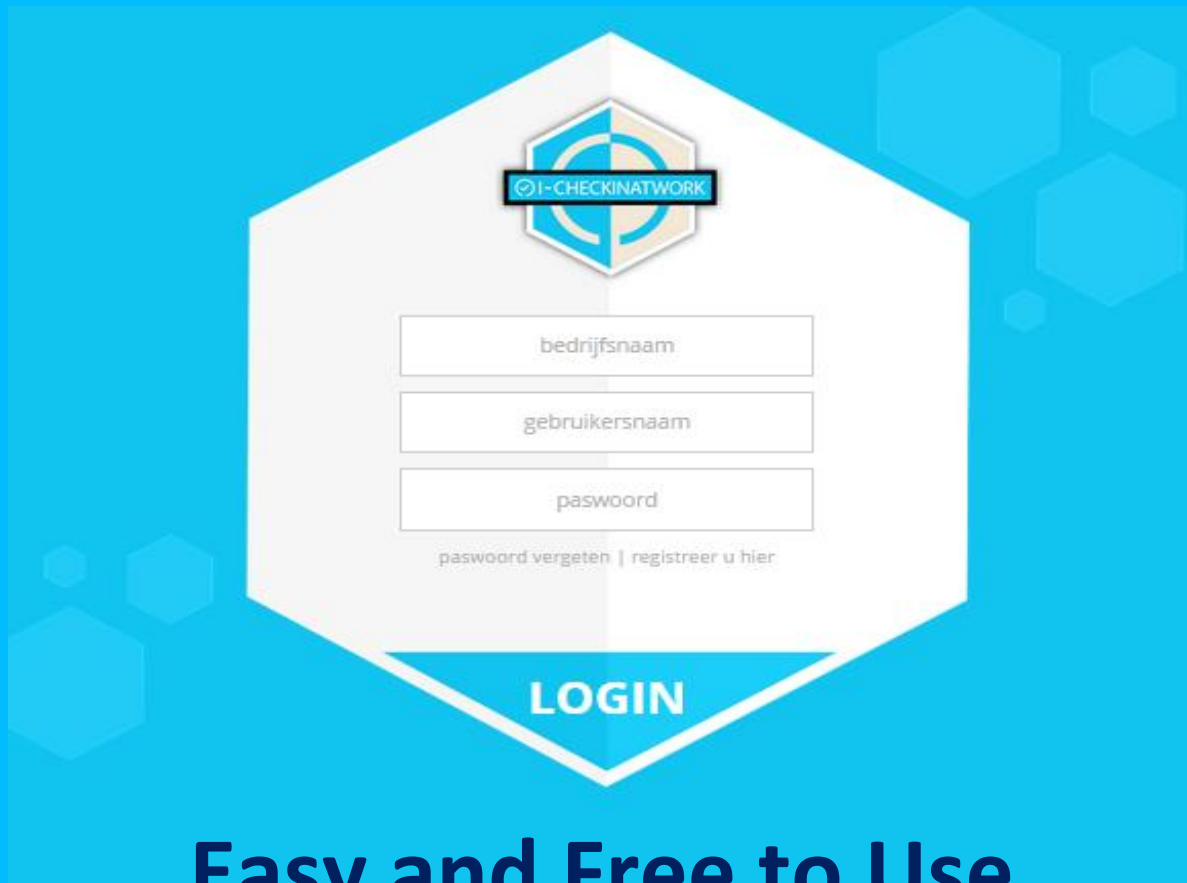 I-CHECKINATWORK
bedrijfsnaam
gebruikersnaam
paswoord
paswoord vergeten | registreer u hier
LOGIN
Easy and Free to Use